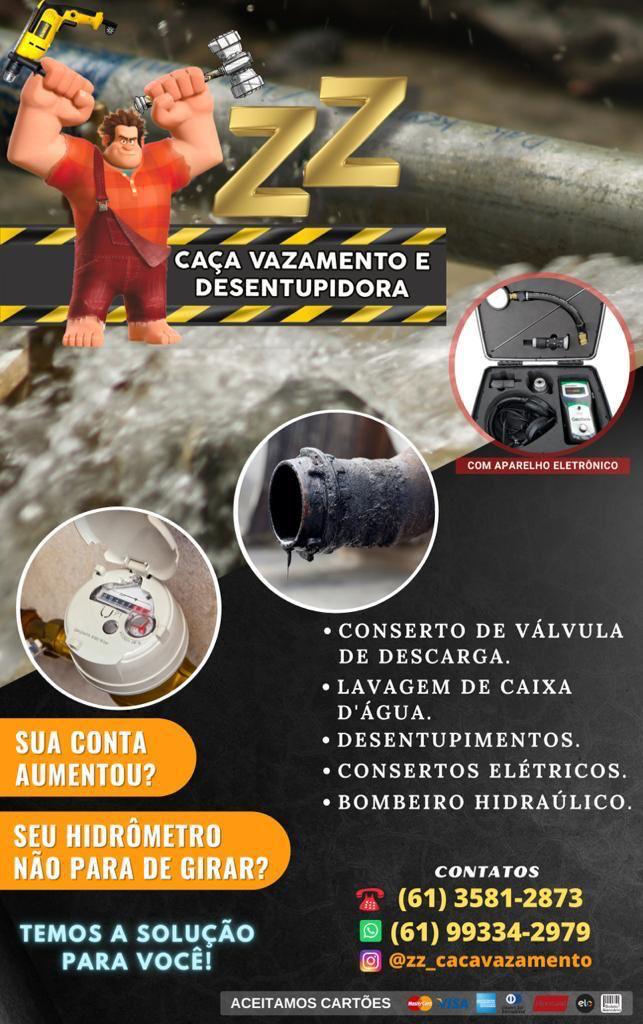 ZZ
CAÇA VAZAMENTO E
DESENTUPIDORA
COM APARELHO ELETRÔNICO
• CONSERTO DE VÁLVULA
DE DESCARGA.
• LAVAGEM DE CAIXA
D'ÁGUA.
• DESENTUPIMENTOS.
• CONSERTOS ELÉTRICOS.
• BOMBEIRO HIDRAÚLICO.
SUA CONTA
AUMENTOU?
SEU HIDRÔMETRO
NÃO PARA DE GIRAR?
TEMOS A SOLUÇÃO
PARA VOCÊ!
CONTATOS
(61) 3581-2873
(61) 99334-2979
@zz_cacavazamento
ACEITAMOS CARTÕES
MasterCard VISA elo